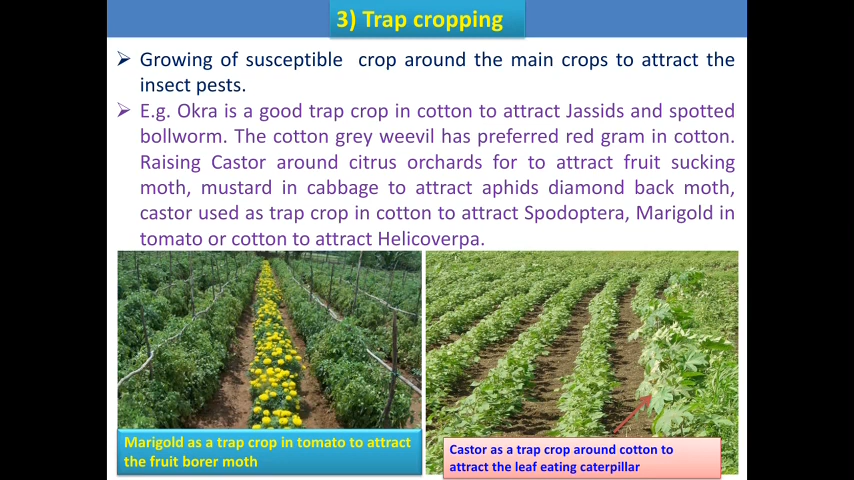 3) Trap cropping
➢ Growing of susceptible crop around the main crops to attract the
insect pests.
➢ E.g. Okra is a good trap crop in cotton to attract Jassids and spotted
bollworm. The cotton grey weevil has preferred red gram in cotton.
Raising Castor around citrus orchards for to attract fruit sucking
moth, mustard in cabbage to attract aphids diamond back moth,
castor used as trap crop in cotton to attract Spodoptera, Marigold in
tomato or cotton to attract Helicoverpa.
Marigold as a trap crop in tomato to attract
the fruit borer moth
Castor as a trap crop around cotton to
attract the leaf eating caterpillar